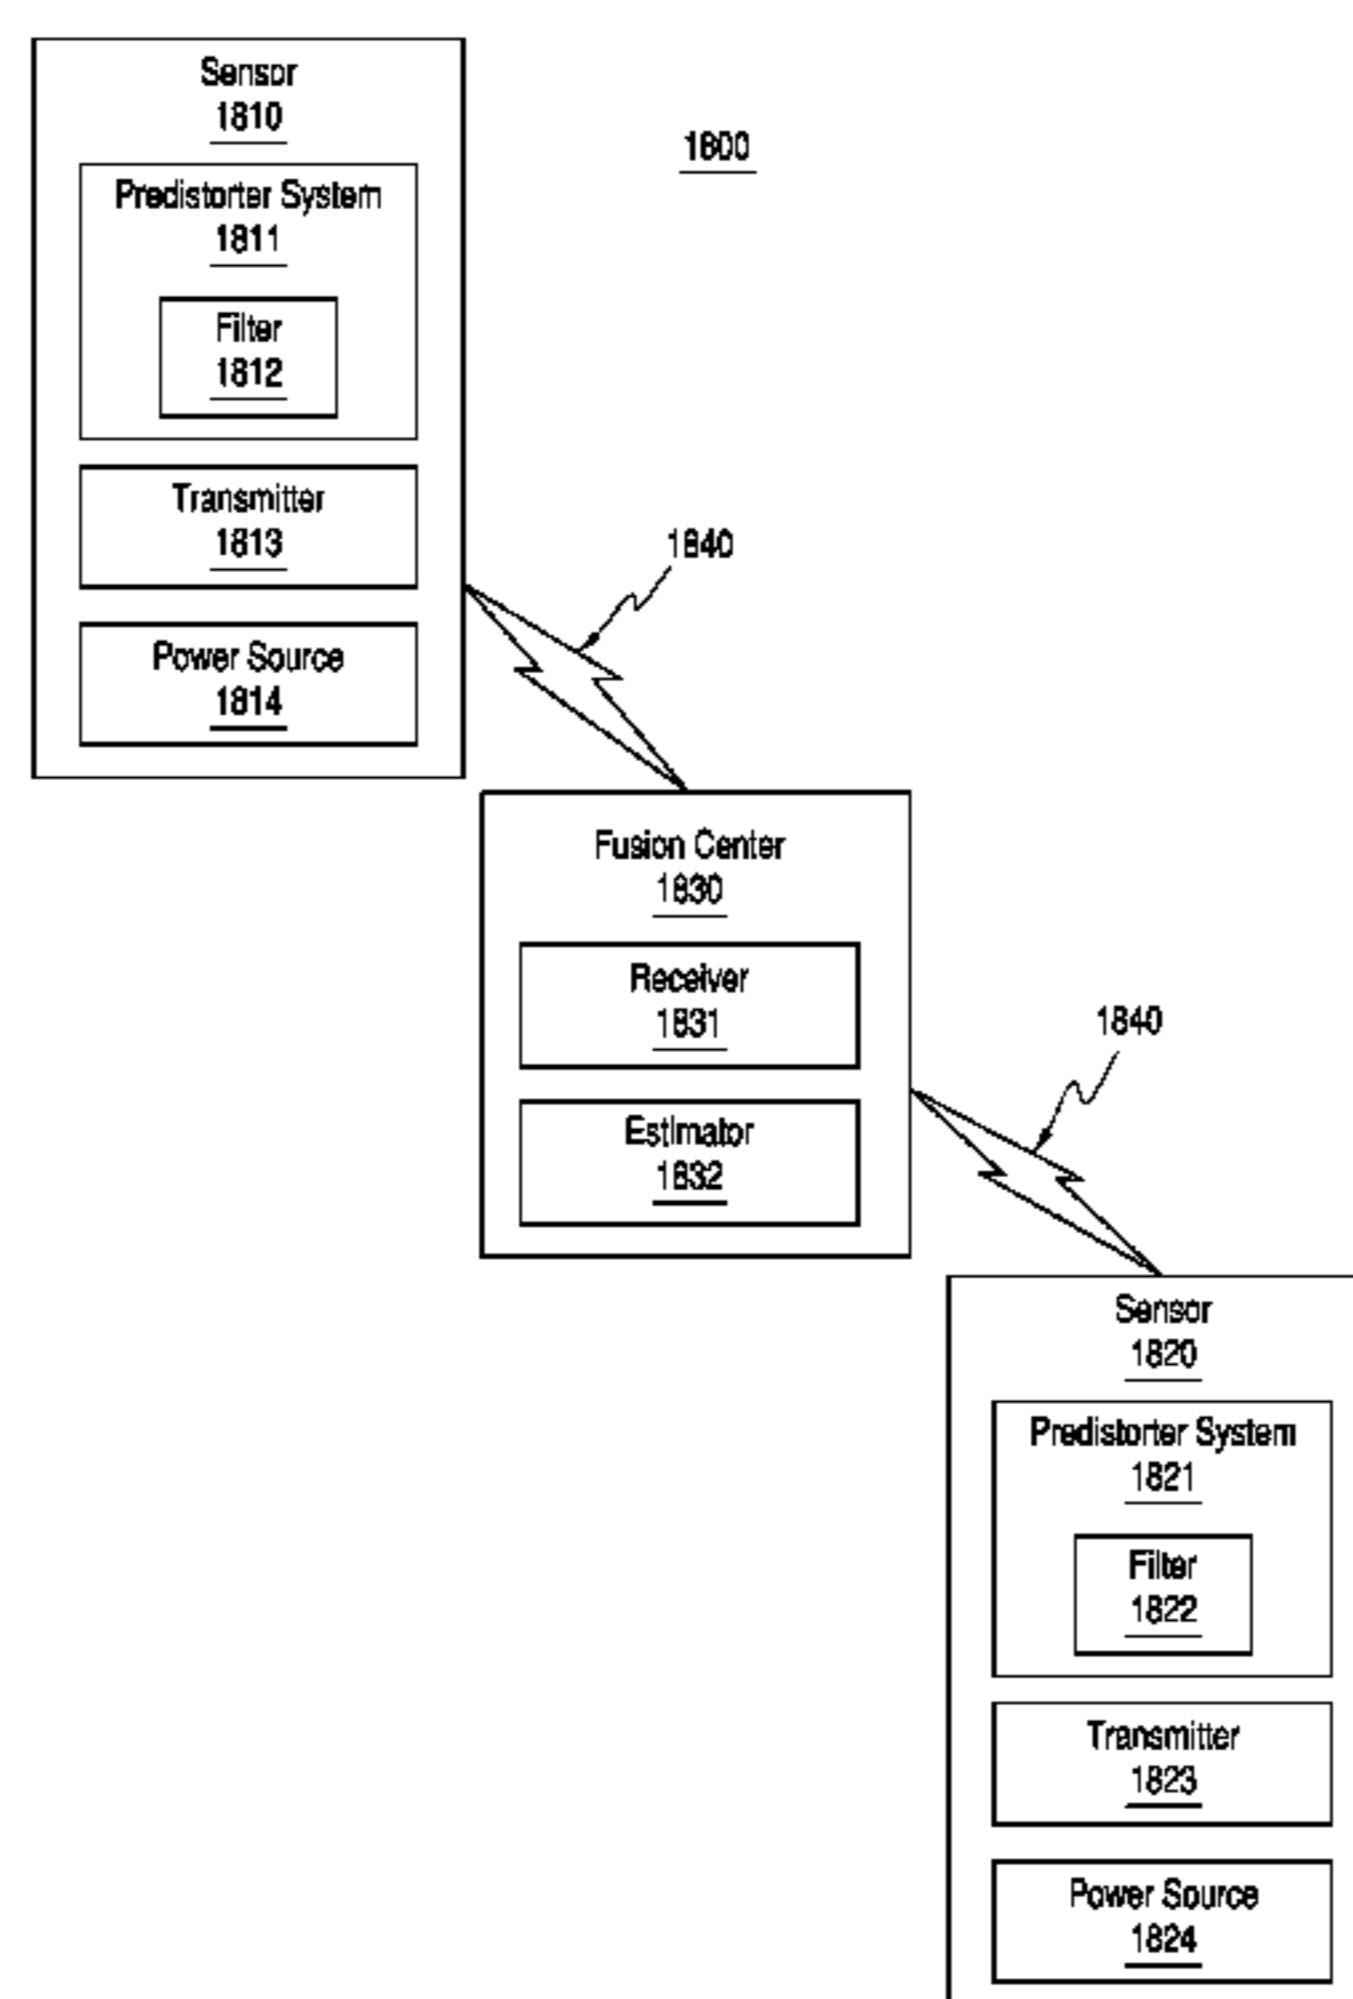 Sensor
1810
1800
Predistorter System
1811
Filter
1812
Transmitter
1813
1840
Power Source
1814
Fusion Center
1830
Receiver
1831
1840
Estimator
1832
Sensor
1820
Predistorter System
1821
Filter
1822
Transmitter
1823
Power Source
1824